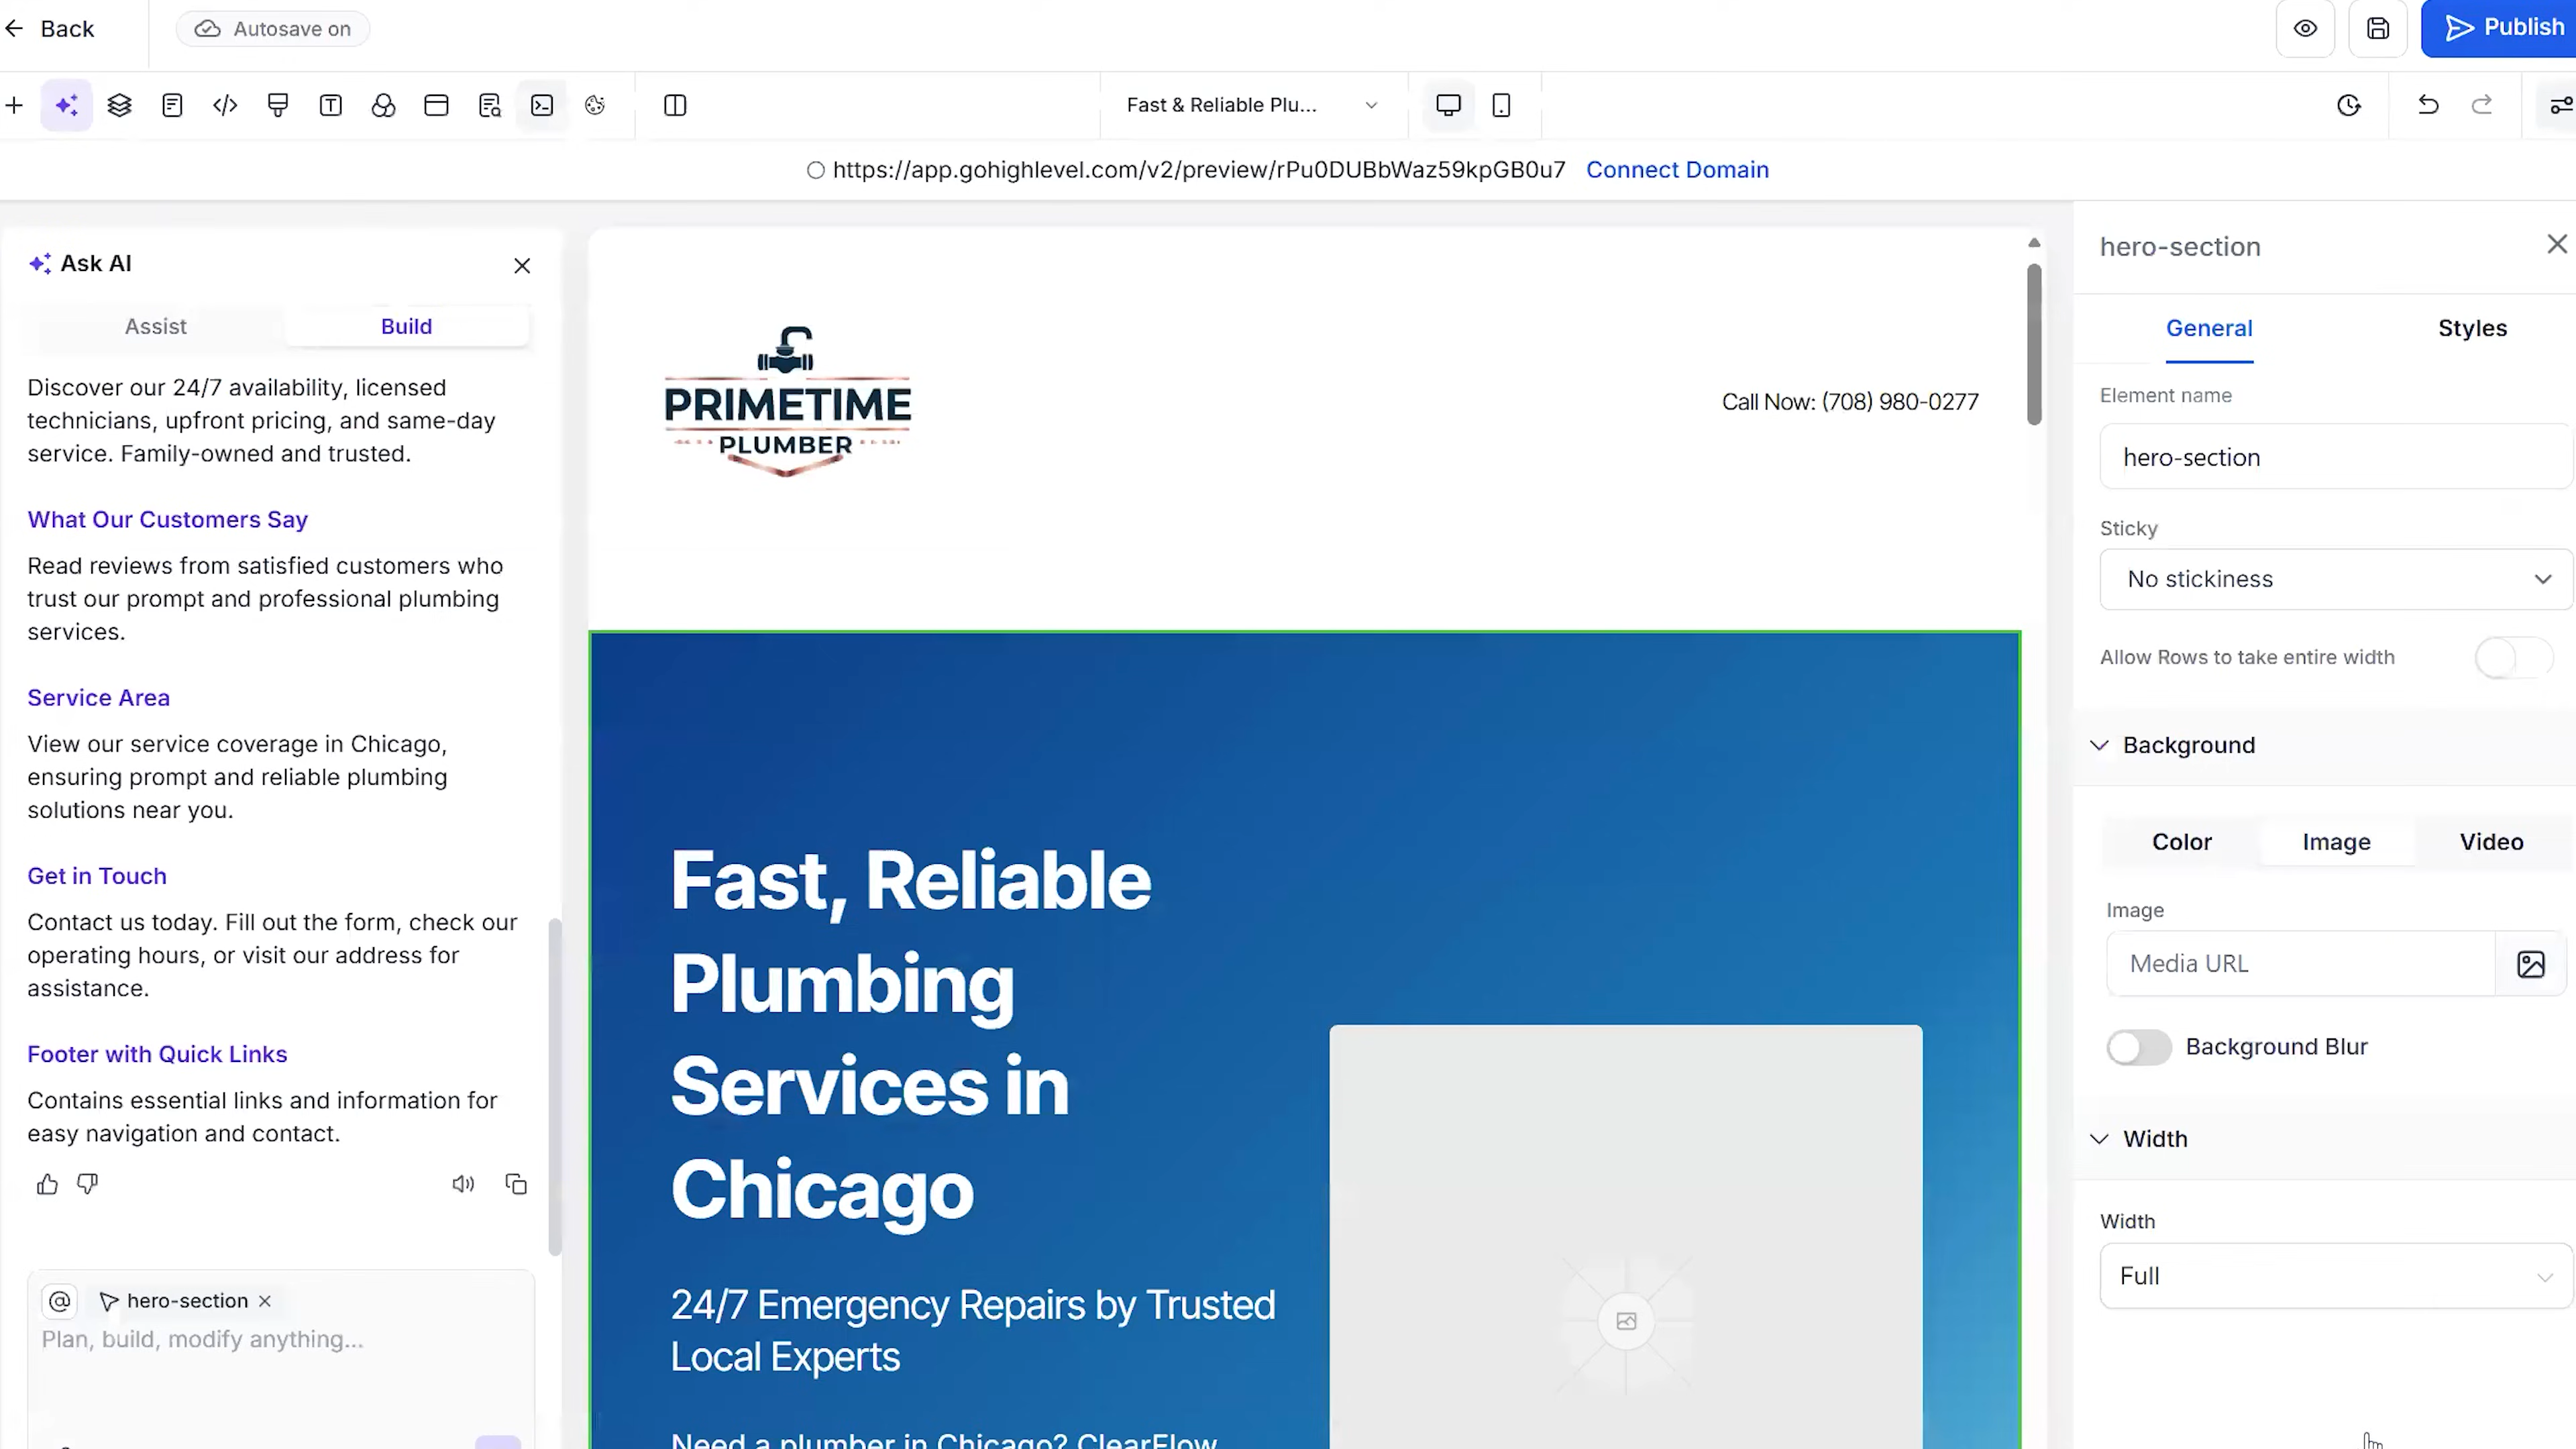 Back
Autosave on
Publish
Fast & Reliable Plu...
https://app.gohighlevel.com/v2/preview/rPu0DUBbWaz59kpGB0u7 Connect Domain
Ask AI
Assist
Build
Discover our 24/7 availability, licensed
technicians, upfront pricing, and same-day
service. Family-owned and trusted.
What Our Customers Say
Read reviews from satisfied customers who
trust our prompt and professional plumbing
services.
Service Area
View our service coverage in Chicago,
ensuring prompt and reliable plumbing
solutions near you.
Get in Touch
Contact us today. Fill out the form, check our
operating hours, or visit our address for
assistance.
Footer with Quick Links
Contains essential links and information for
easy navigation and contact.
@ hero-section
Plan, build, modify anything...
PRIMETIME
PLUMBER
Call Now: (708) 980-0277
Fast, Reliable
Plumbing
Services in
Chicago
24/7 Emergency Repairs by Trusted
Local Experts
Need a plumber in Chicago? ClearFlow
hero-section
General
Styles
Element name
hero-section
Sticky
No stickiness
Allow Rows to take entire width
Background
Color
Image
Video
Image
Media URL
Background Blur
Width
Width
Full